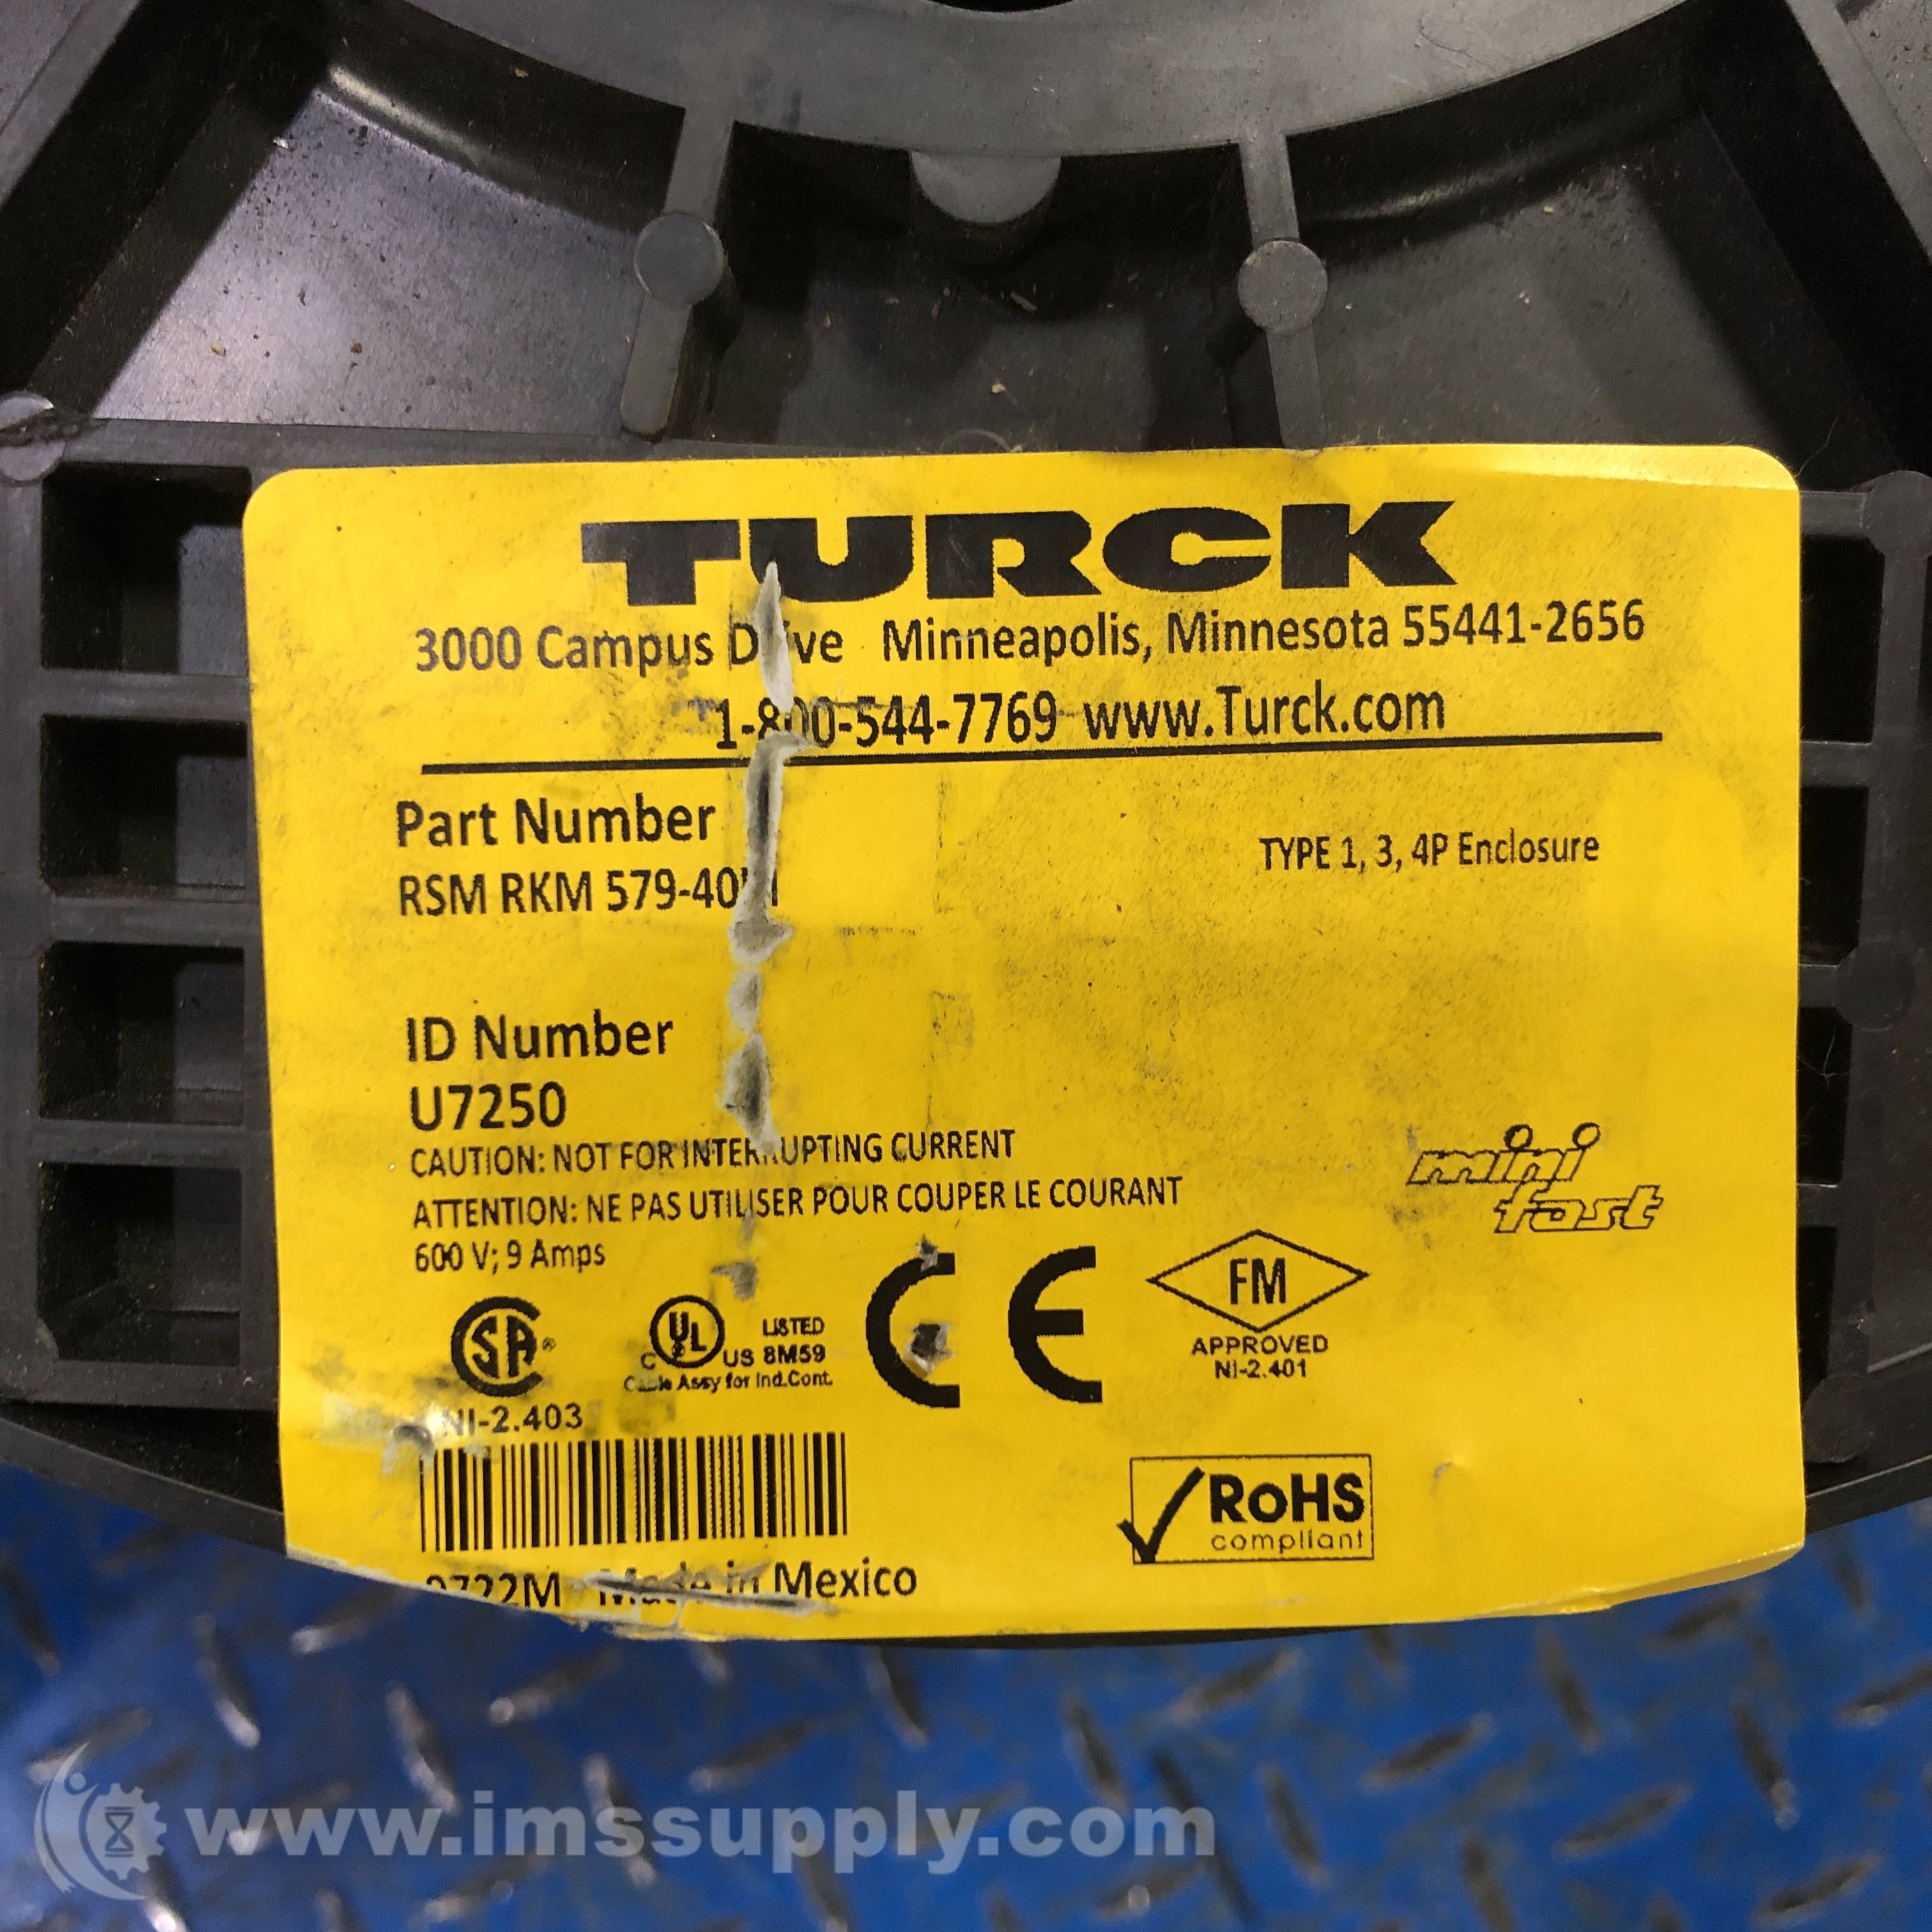 TURCK
3000 Campus Drive Minneapolis, Minnesota 55441-2656
1-800-544-7769 www.Turck.com
Part Number
TYPE 1, 3, 4P Enclosure
RSM RKM 579-40M
ID Number
U7250
CAUTION: NOT FOR INTERRUPTING CURRENT
ATTENTION: NE PAS UTILISER POUR COUPER LE COURANT
mini
fast
600 V; 9 Amps
SA®
C UL US LISTED 8M59
Cable Assy for Ind.Cont.
CE
FM
APPROVED
NI-2.401
NI-2.403
RoHS
compliant
Made in Mexico
www.imssupply.com